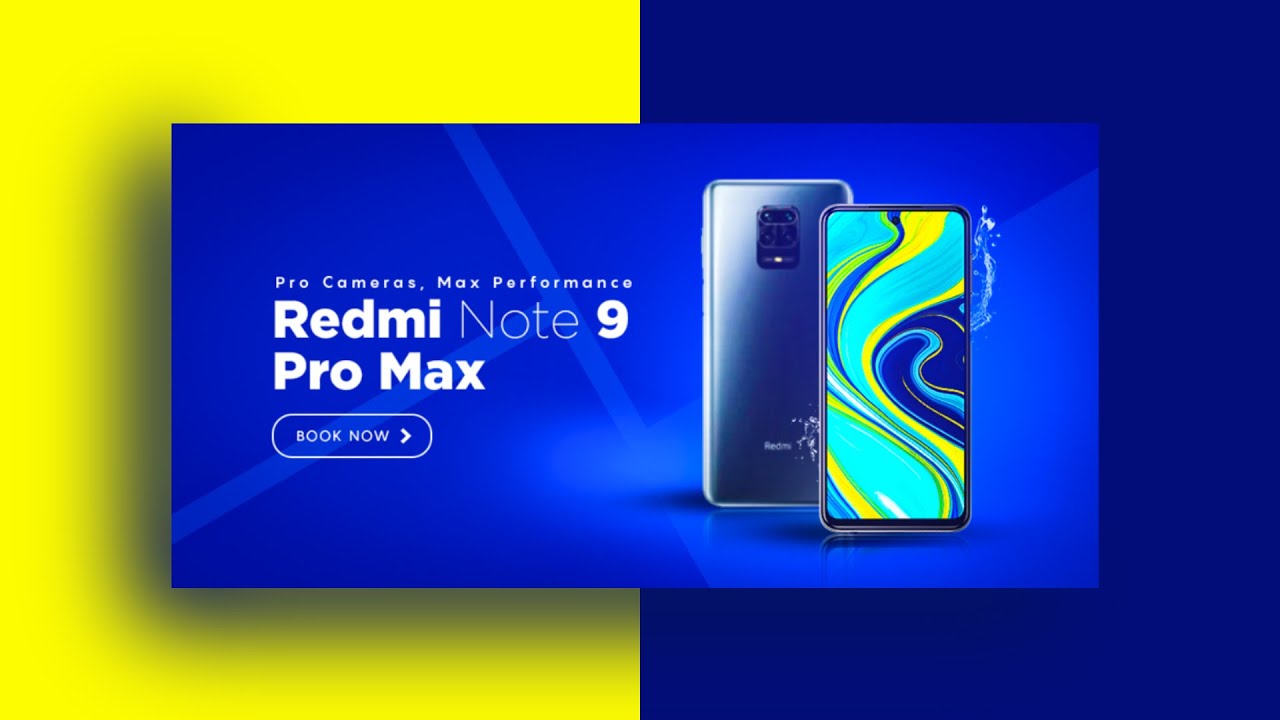 Pro Cameras, Max Performance
Redmi Note 9
Pro Max
BOOK NOW
Redmi